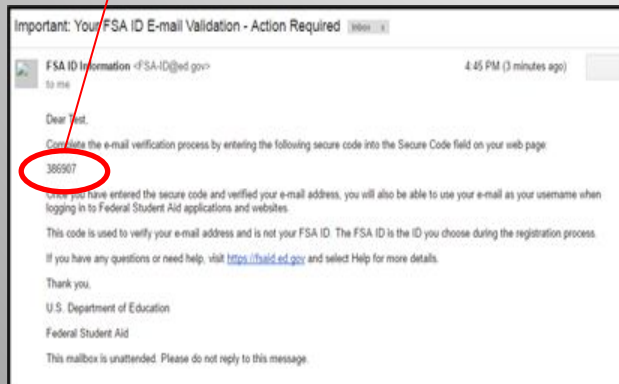 Important: Your FSA ID E-mail Validation - Action Required Inbox x
FSA ID Information <FSA-ID@ed.gov> 4:45 PM (3 minutes ago)
to me
Dear Test,
Complete the e-mail verification process by entering the following secure code into the Secure Code field on your web page:
386907
Once you have entered the secure code and verified your e-mail address, you will also be able to use your e-mail as your username when
logging in to Federal Student Aid applications and websites.
This code is used to verify your e-mail address and is not your FSA ID. The FSA ID is the ID you choose during the registration process.
If you have any questions or need help, visit https://fsaid.ed.gov and select Help for more details.
Thank you,
U.S. Department of Education
Federal Student Aid
This mailbox is unattended. Please do not reply to this message.